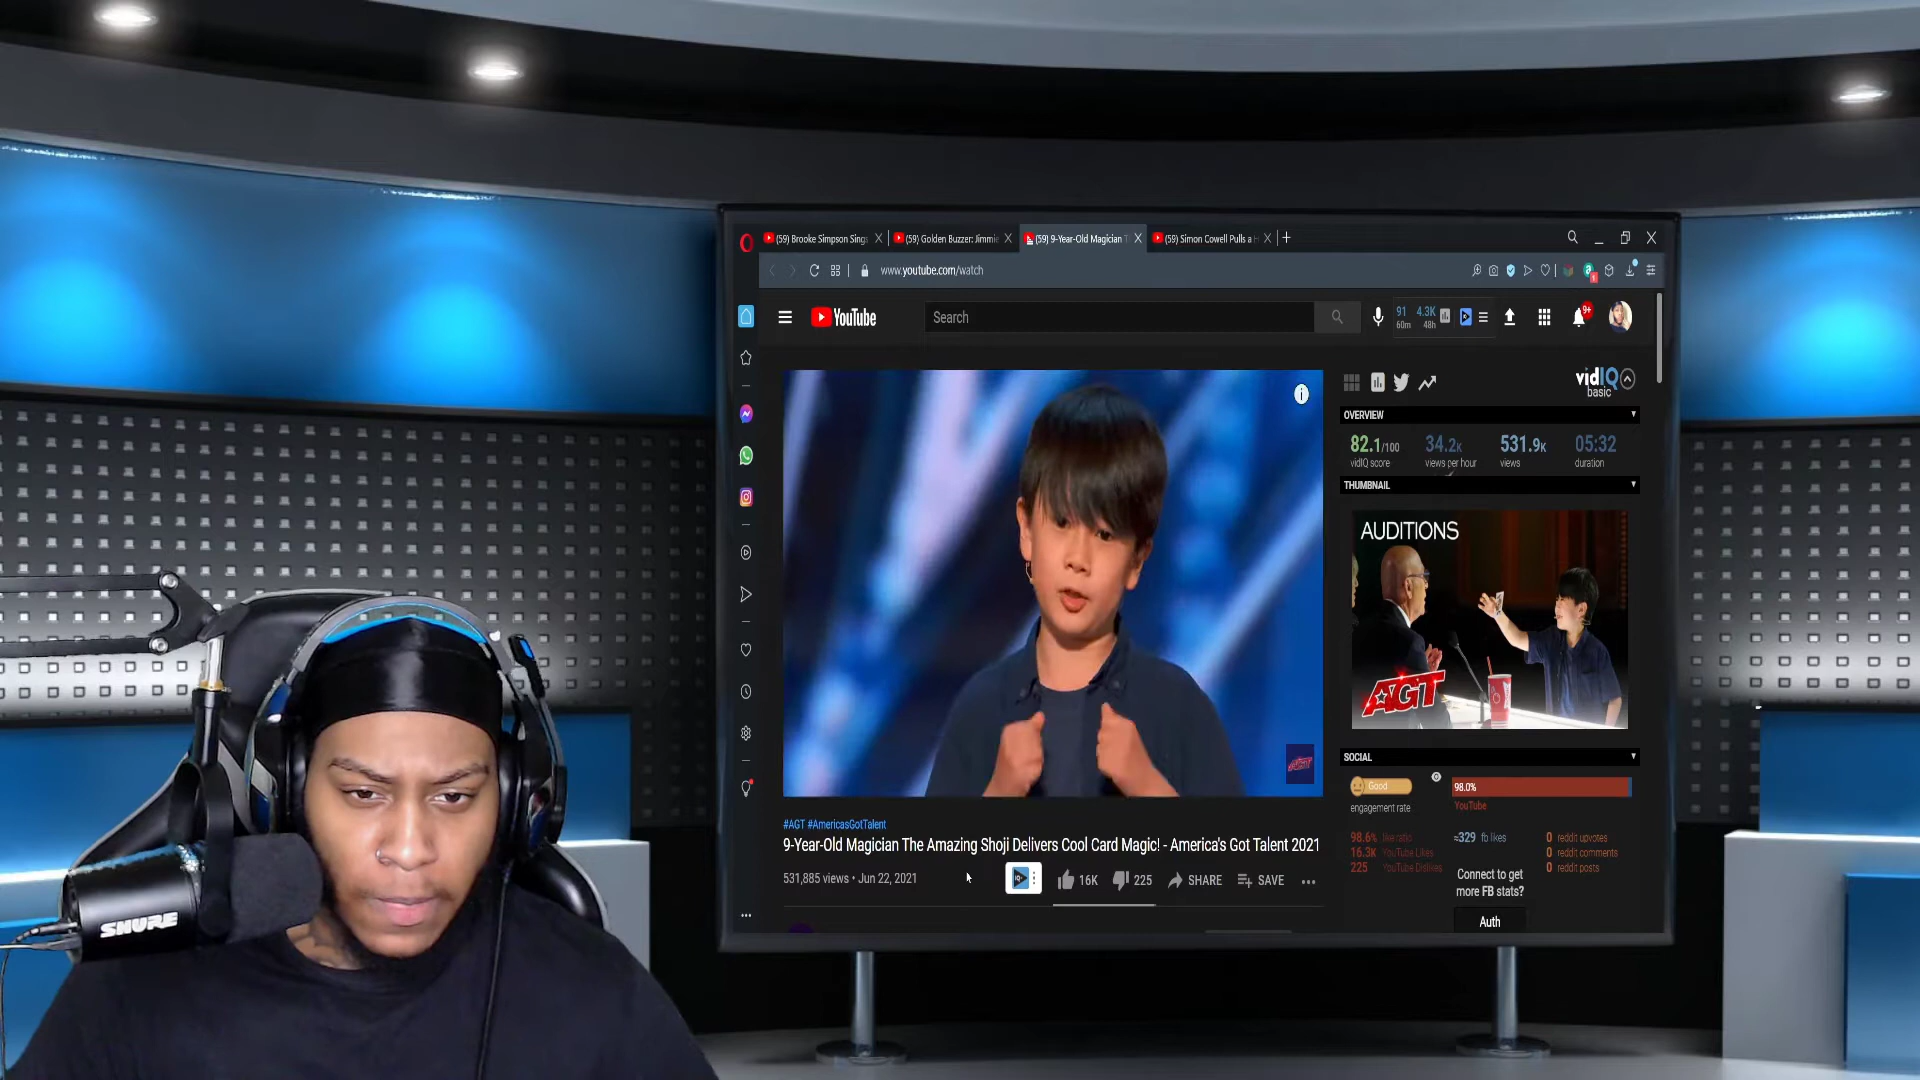 (59) Brooke Simpson Sing
(59) Golden Buzzer: Jimmie
(59) 9-Year-Old Magician T
(59) Simon Cowell Pulls a H
www.youtube.com/watch
YouTube
Search
91
60m
4.3K
48h
9+
1
vidIQ
basic
OVERVIEW
82.1/100
vidIQ score
34.2K
views per hour
531.9K
views
05:32
duration
THUMBNAIL
AUDITIONS
AGT
SOCIAL
Good
engagement rate
98.0%
YouTube
98.6% like ratio
16.3K YouTube Likes
225 YouTube Dislikes
≈329 fb likes
0 reddit upvotes
0 reddit comments
0 reddit posts
Connect to get
more FB stats?
Auth
AGT
#AGT #AmericasGotTalent
9-Year-Old Magician The Amazing Shoji Delivers Cool Card Magic! - America's Got Talent 2021
531,885 views • Jun 22, 2021
16K
225
SHARE
SAVE
SHURE